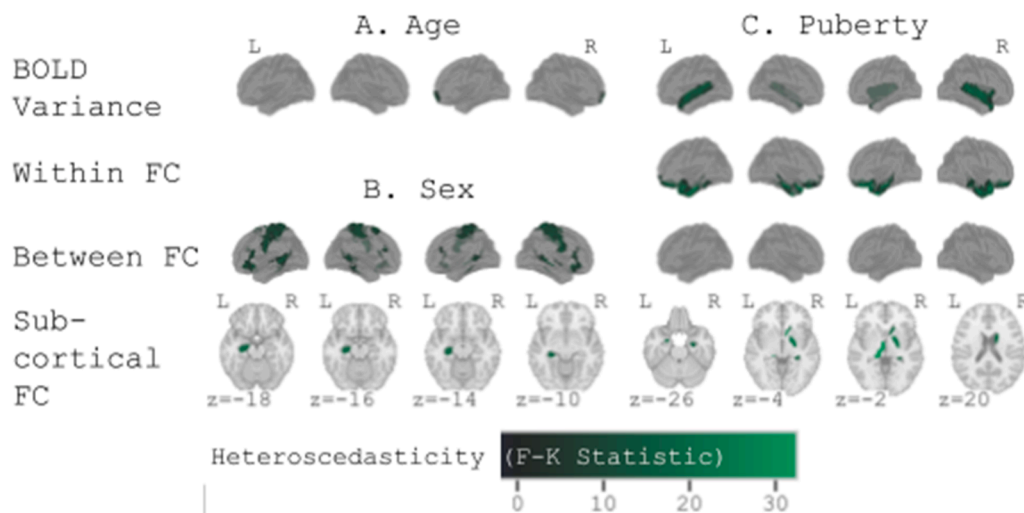 A. Age
C. Puberty
L R L R
BOLD
Variance
Within FC
B. Sex
Between FC
L R L R L R L R L R L R L R L R
Sub-
cortical
FC
z=-18 z=-16 z=-14 z=-10 z=-26 z=-4 z=-2 z=20
Heteroscedasticity (F-K Statistic)
0 10 20 30